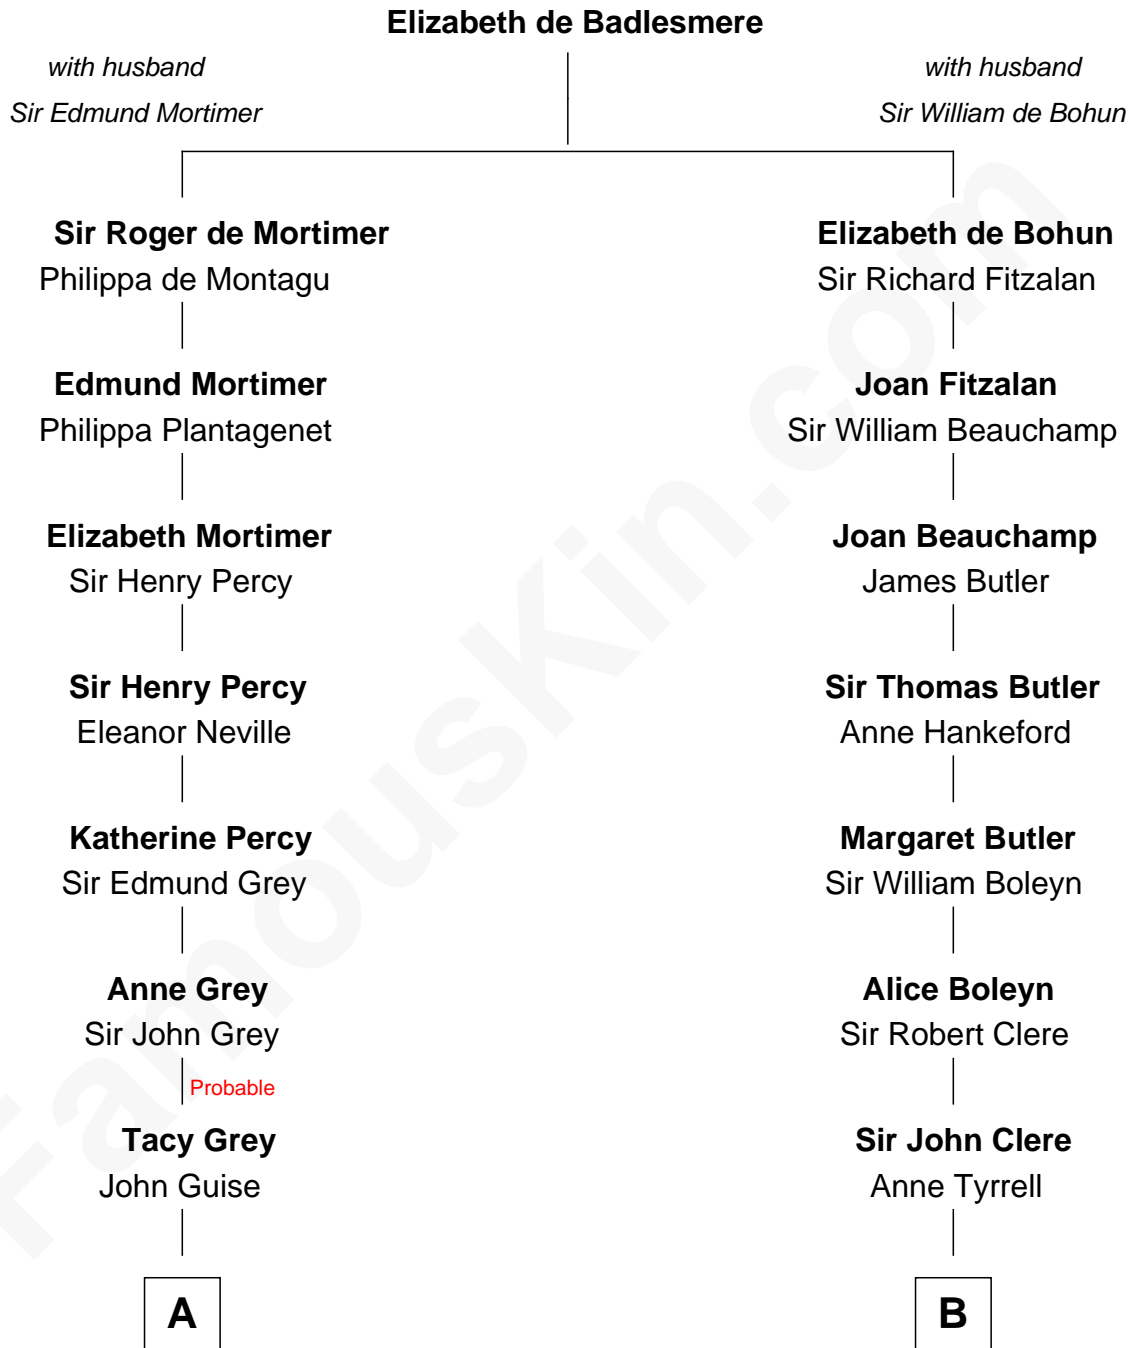 Elizabeth de Badlesmere
with husband
Sir Edmund Mortimer
with husband
Sir William de Bohun
Sir Roger de Mortimer
Philippa de Montagu
Elizabeth de Bohun
Sir Richard Fitzalan
Edmund Mortimer
Philippa Plantagenet
Joan Fitzalan
Sir William Beauchamp
Elizabeth Mortimer
Sir Henry Percy
Joan Beauchamp
James Butler
Sir Henry Percy
Eleanor Neville
Sir Thomas Butler
Anne Hankeford
Katherine Percy
Sir Edmund Grey
Margaret Butler
Sir William Boleyn
Anne Grey
Sir John Grey
Alice Boleyn
Sir Robert Clere
Probable
Tacy Grey
John Guise
Sir John Clere
Anne Tyrrell
A
B
FamousKin.com